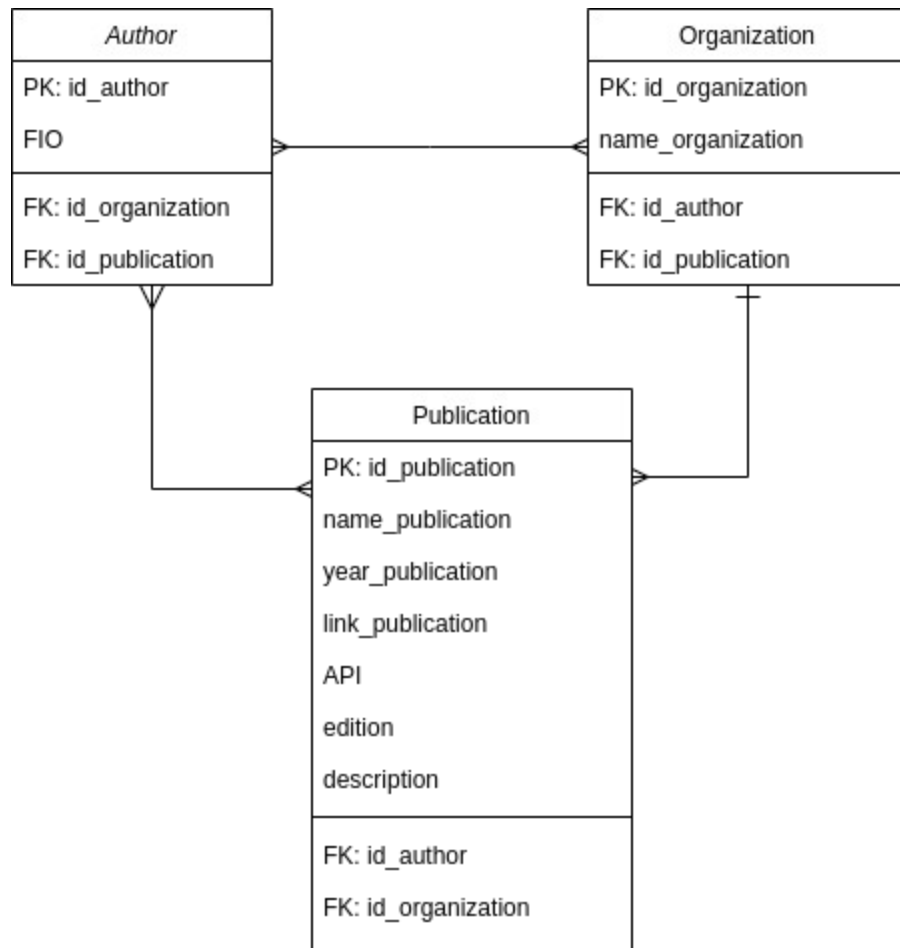 Author
PK: id_author
FIO
FK: id_organization
FK: id_publication
Organization
PK: id_organization
name_organization
FK: id_author
FK: id_publication
Publication
PK: id_publication
name_publication
year_publication
link_publication
API
edition
description
FK: id_author
FK: id_organization